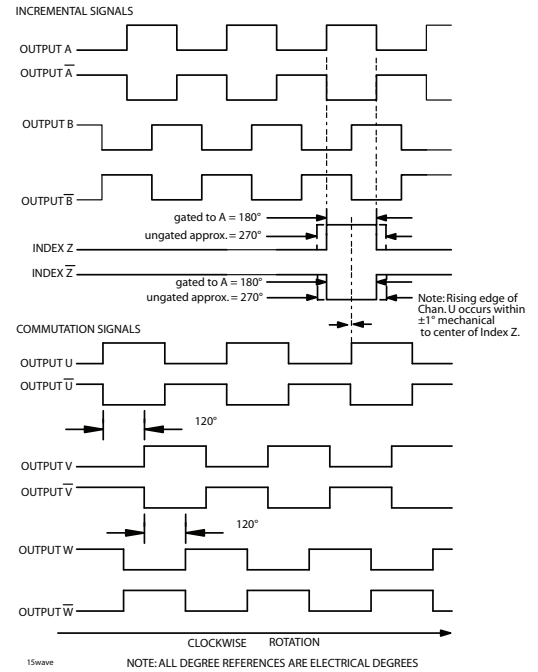 INCREMENTAL SIGNALS
OUTPUT A
OUTPUT A̅
OUTPUT B
OUTPUT B̅
gated to A = 180°
ungated approx. = 270°
INDEX Z
INDEX Z̅
gated to A = 180°
ungated approx. = 270°
Note: Rising edge of
Chan. U occurs within
±1° mechanical
to center of Index Z.
COMMUTATION SIGNALS
OUTPUT U
OUTPUT U̅
120°
OUTPUT V
OUTPUT V̅
120°
OUTPUT W
OUTPUT W̅
CLOCKWISE ROTATION
15wave
NOTE: ALL DEGREE REFERENCES ARE ELECTRICAL DEGREES